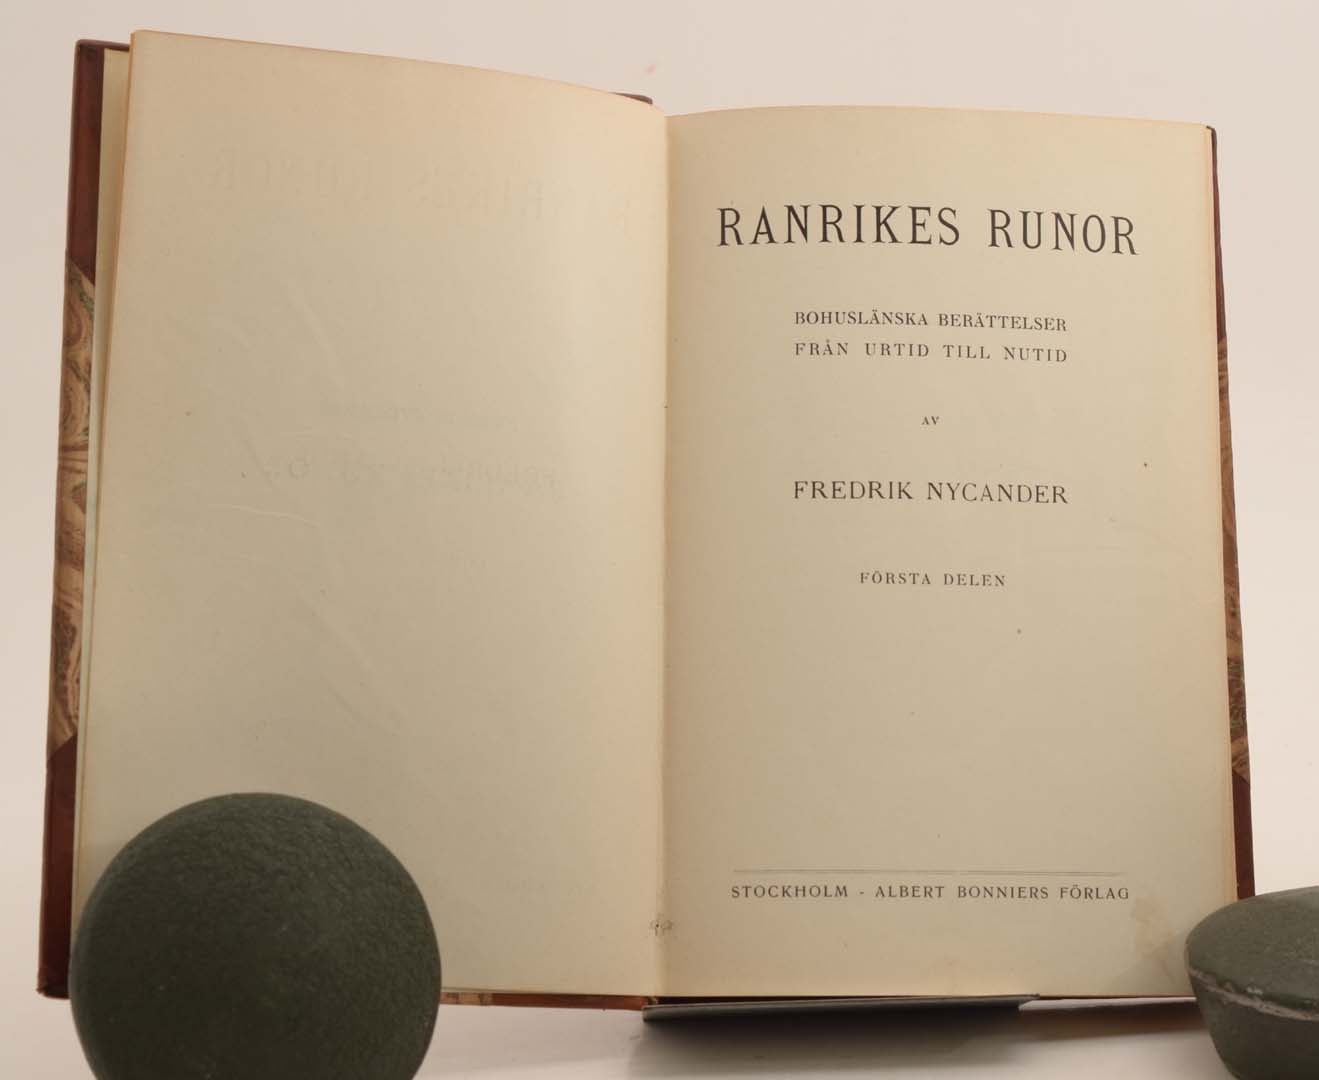 RANRIKES RUNOR
BOHUSLÄNSKA BERÄTTELSER
FRÅN URTID TILL NUTID
AV
FREDRIK NYCANDER
FÖRSTA DELEN
STOCKHOLM - ALBERT BONNIERS FÖRLAG